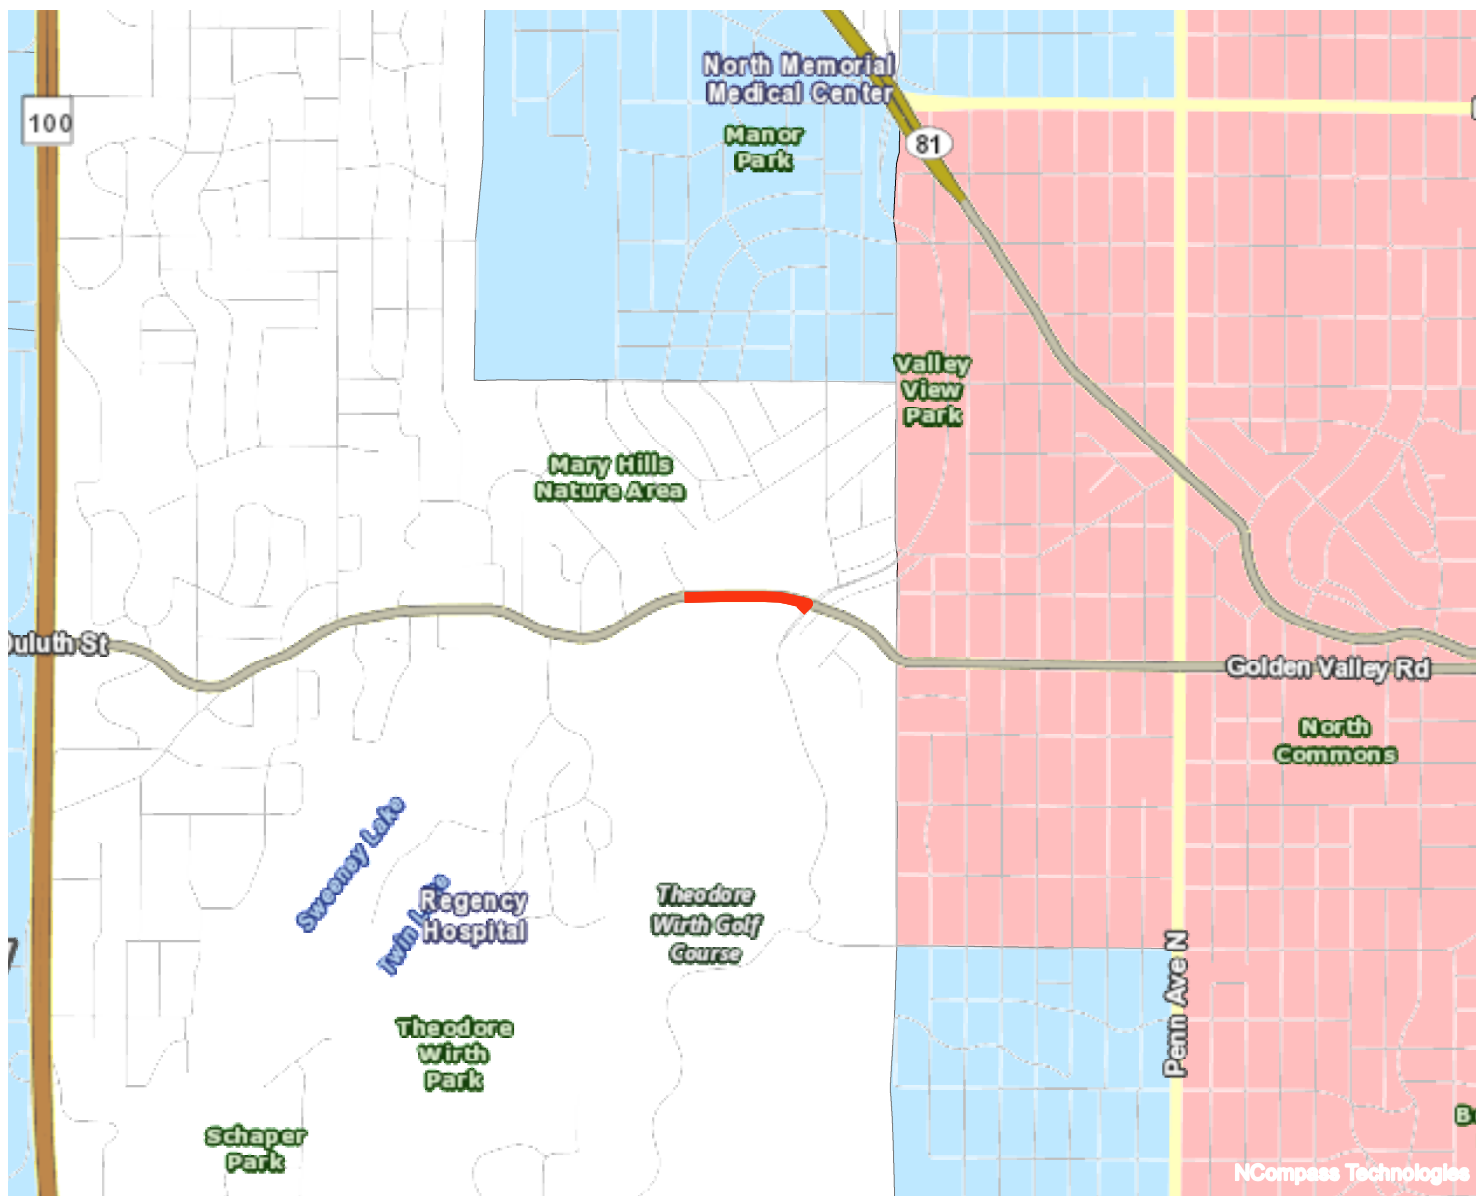 North Memorial
Medical Center
100
Manor
Park
81
Valley
View
Park
Mary Hills
Nature Area
Duluth St
Golden Valley Rd
North
Commons
Sweeney Lake
Twin Lake
Regency
Hospital
Theodore
Wirth Golf
Course
Penn Ave N
Theodore
Wirth
Park
Schaper
Park
NCompass Technologies